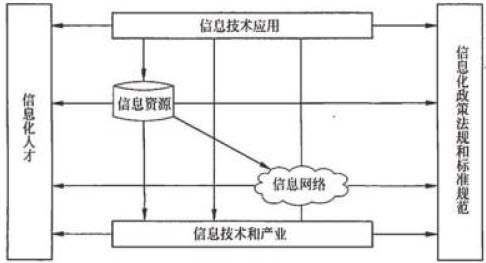 信息技术应用
信息化人才
信息资源
信息网络
信息技术和产业
信息化政策法规和标准规范